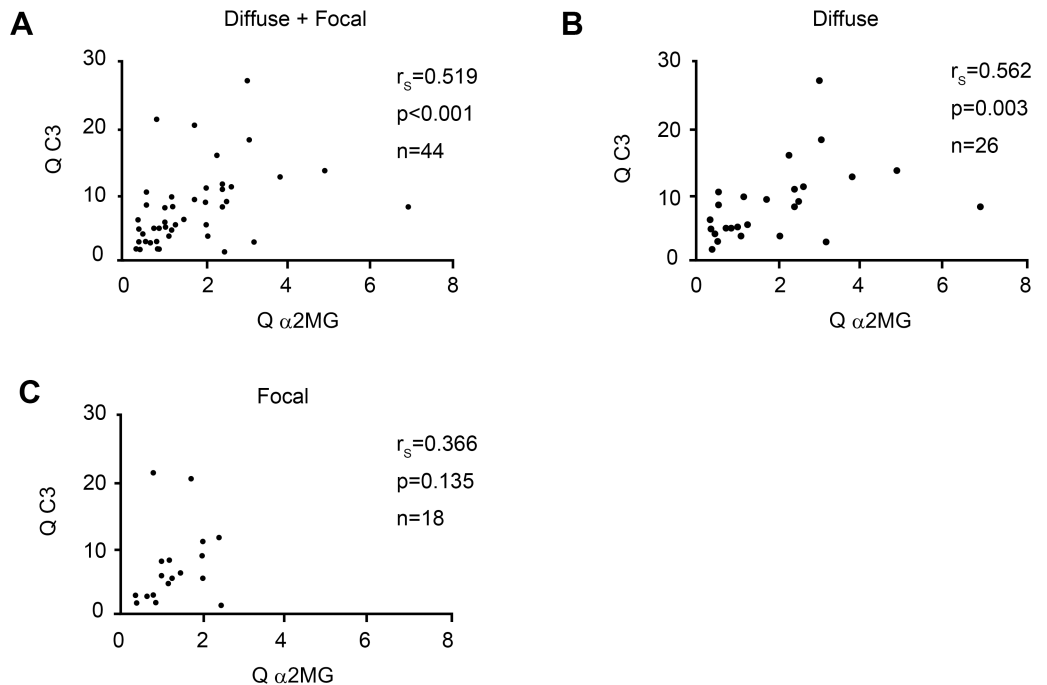 A
Diffuse + Focal
30
20
10
0
Q C3
0 2 4 6 8
Q α2MG
rS=0.519
p<0.001
n=44
B
Diffuse
30
20
10
0
Q C3
0 2 4 6 8
Q α2MG
rS=0.562
p=0.003
n=26
C
Focal
30
20
10
0
Q C3
0 2 4 6 8
Q α2MG
rS=0.366
p=0.135
n=18